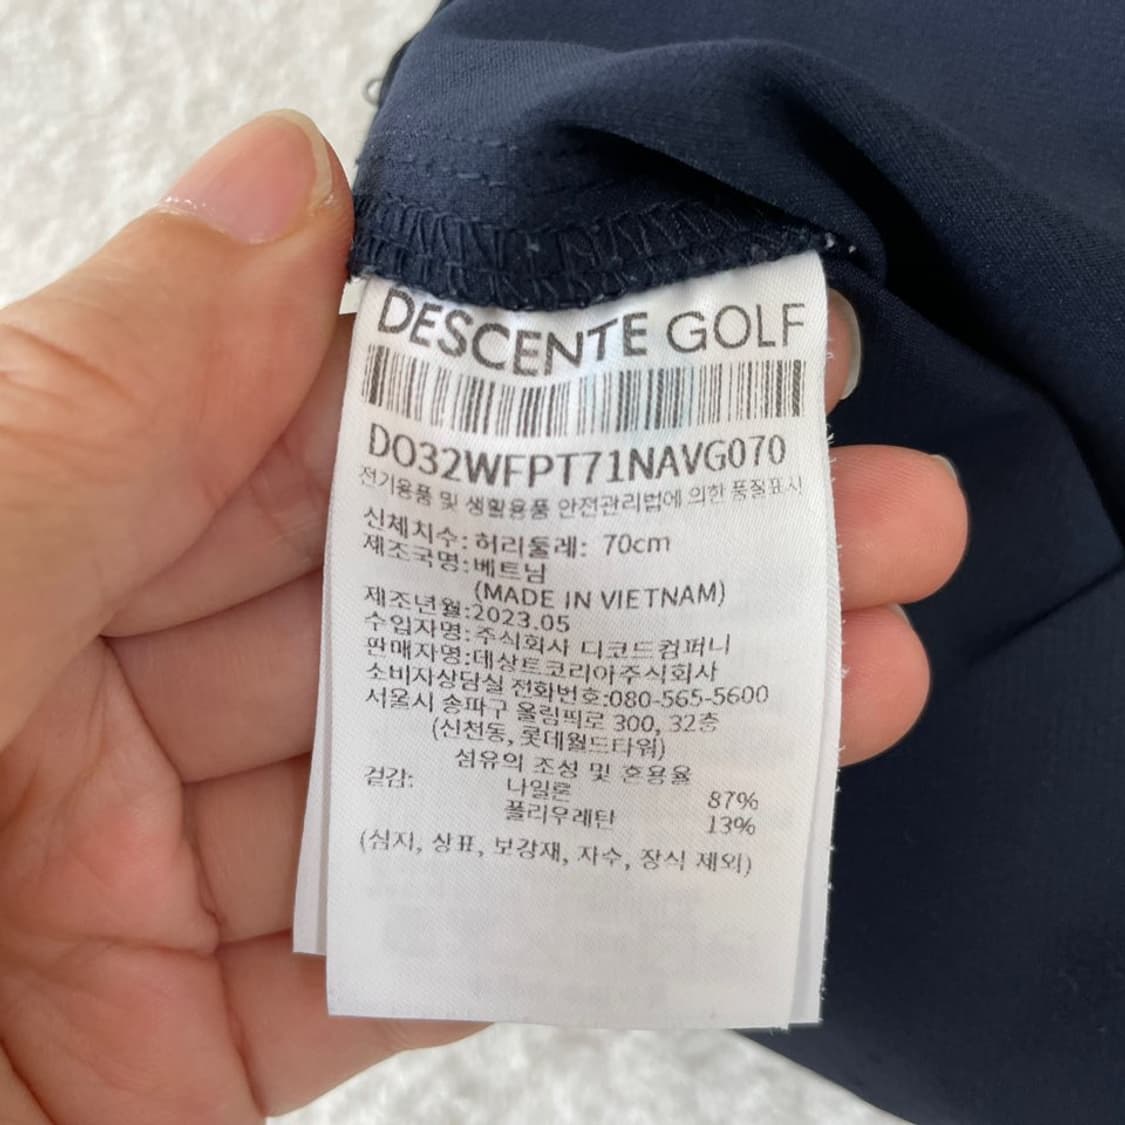 DESCENTE GOLF
DO32WFPT71NAVG070
전기용품 및 생활용품 안전관리법에 의한 품질표시
신체치수: 허리둘레: 70cm
제조국명: 베트남
(MADE IN VIETNAM)
제조년월:2023.05
수입자명: 주식회사 디코드컴퍼니
판매자명:데상트코리아주식회사
소비자상담실 전화번호:080-565-5600
서울시 송파구 올림픽로 300, 32층
(신천동, 롯데월드타워)
섬유의 조성 및 혼용율
겉감: 나일론 87%
폴리우레탄 13%
(심지, 상표, 보강재, 자수, 장식 제외)